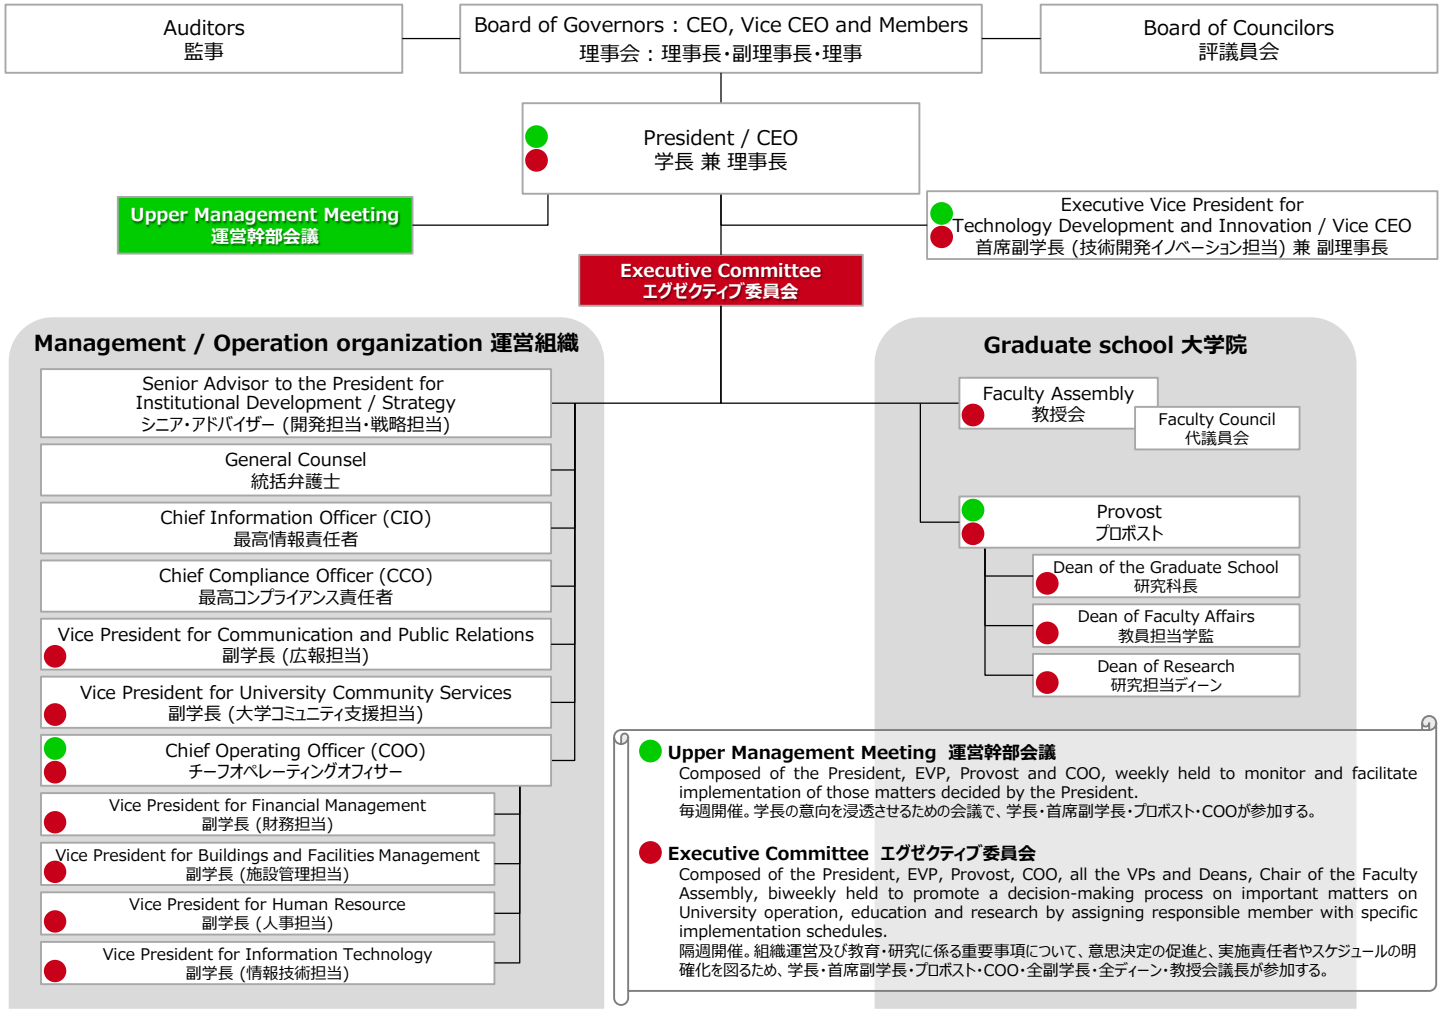 Auditors
監事
Board of Governors : CEO, Vice CEO and Members
理事会 : 理事長・副理事長・理事
Board of Councilors
評議員会
President / CEO
学長 兼 理事長
Upper Management Meeting
運営幹部会議
Executive Vice President for
Technology Development and Innovation / Vice CEO
首席副学長 (技術開発イノベーション担当) 兼 副理事長
Executive Committee
エグゼクティブ委員会
Management / Operation organization 運営組織
Senior Advisor to the President for
Institutional Development / Strategy
シニア・アドバイザー (開発担当・戦略担当)
General Counsel
統括弁護士
Chief Information Officer (CIO)
最高情報責任者
Chief Compliance Officer (CCO)
最高コンプライアンス責任者
Vice President for Communication and Public Relations
副学長 (広報担当)
Vice President for University Community Services
副学長 (大学コミュニティ支援担当)
Chief Operating Officer (COO)
チーフオペレーティングオフィサー
Vice President for Financial Management
副学長 (財務担当)
Vice President for Buildings and Facilities Management
副学長 (施設管理担当)
Vice President for Human Resource
副学長 (人事担当)
Vice President for Information Technology
副学長 (情報技術担当)
Graduate school 大学院
Faculty Assembly
教授会
Faculty Council
代議員会
Provost
プロボスト
Dean of the Graduate School
研究科長
Dean of Faculty Affairs
教員担当学監
Dean of Research
研究担当ディーン
Upper Management Meeting 運営幹部会議
Composed of the President, EVP, Provost and COO, weekly held to monitor and facilitate
implementation of those matters decided by the President.
毎週開催。学長の意向を浸透させるための会議で、学長・首席副学長・プロボスト・COOが参加する。
Executive Committee エグゼクティブ委員会
Composed of the President, EVP, Provost, COO, all the VPs and Deans, Chair of the Faculty
Assembly, biweekly held to promote a decision-making process on important matters on
University operation, education and research by assigning responsible member with specific
implementation schedules.
隔週開催。組織運営及び教育・研究に係る重要事項について、意思決定の促進と、実施責任者やスケジュールの明
確化を図るため、学長・首席副学長・プロボスト・COO・全副学長・全ディーン・教授会議長が参加する。